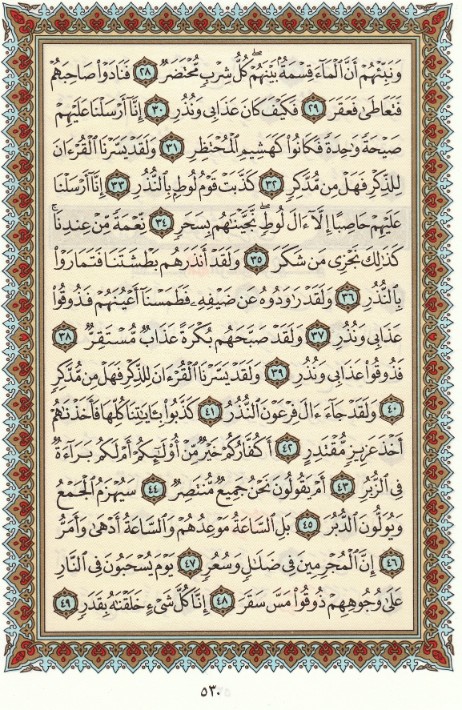 وَنَبِّئْهُمْ أَنَّ ٱلْمَآءَ قِسْمَةٌۢ بَيْنَهُمْ ۖ كُلُّ شِرْبٍ مُّحْتَضَرٌ ٢٨ فَنَادَوْا۟ صَاحِبَهُمْ
فَتَعَاطَىٰ فَعَقَرَ ٢٩ فَكَيْفَ كَانَ عَذَابِى وَنُذُرِ ٣٠ إِنَّآ أَرْسَلْنَا عَلَيْهِمْ
صَيْحَةً وَٰحِدَةً فَكَانُوا۟ كَهَشِيمِ ٱلْمُحْتَظِرِ ٣١ وَلَقَدْ يَسَّرْنَا ٱلْقُرْءَانَ
لِلذِّكْرِ فَهَلْ مِن مُّدَّكِرٍ ٣٢ كَذَّبَتْ قَوْمُ لُوطٍۭ بِٱلنُّذُرِ ٣٣ إِنَّآ أَرْسَلْنَا
عَلَيْهِمْ حَاصِبًا إِلَّآ ءَالَ لُوطٍ ۖ نَّجَّيْنَٰهُم بِسَحَرٍ ٣٤ نِّعْمَةً مِّنْ عِندِنَا ۚ
كَذَٰلِكَ نَجْزِى مَن شَكَرَ ٣٥ وَلَقَدْ أَنذَرَهُم بَطْشَتَنَا فَتَمَارَوْا۟
بِٱلنُّذُرِ ٣٦ وَلَقَدْ رَٰوَدُوهُ عَن ضَيْفِهِۦ فَطَمَسْنَآ أَعْيُنَهُمْ فَذُوقُوا۟
عَذَابِى وَنُذُرِ ٣٧ وَلَقَدْ صَبَّحَهُم بُكْرَةً عَذَابٌ مُّسْتَقِرٌّ ٣٨
فَذُوقُوا۟ عَذَابِى وَنُذُرِ ٣٩ وَلَقَدْ يَسَّرْنَا ٱلْقُرْءَانَ لِلذِّكْرِ فَهَلْ مِن مُّدَّكِرٍ
٤٠ وَلَقَدْ جَآءَ ءَالَ فِرْعَوْنَ ٱلنُّذُرُ ٤١ كَذَّبُوا۟ بِـَٔايَٰتِنَا كُلِّهَا فَأَخَذْنَٰهُمْ
أَخْذَ عَزِيزٍ مُّقْتَدِرٍ ٤٢ أَكُفَّارُكُمْ خَيْرٌ مِّنْ أُو۟لَٰٓئِكُمْ أَمْ لَكُم بَرَآءَةٌ
فِى ٱلزُّبُرِ ٤٣ أَمْ يَقُولُونَ نَحْنُ جَمِيعٌ مُّنتَصِرٌ ٤٤ سَيُهْزَمُ ٱلْجَمْعُ
وَيُوَلُّونَ ٱلدُّبُرَ ٤٥ بَلِ ٱلسَّاعَةُ مَوْعِدُهُمْ وَٱلسَّاعَةُ أَدْهَىٰ وَأَمَرُّ
٤٦ إِنَّ ٱلْمُجْرِمِينَ فِى ضَلَٰلٍ وَسُعُرٍ ٤٧ يَوْمَ يُسْحَبُونَ فِى ٱلنَّارِ
عَلَىٰ وُجُوهِهِمْ ذُوقُوا۟ مَسَّ سَقَرَ ٤٨ إِنَّا كُلَّ شَىْءٍ خَلَقْنَٰهُ بِقَدَرٍ ٤٩
٥٣٠